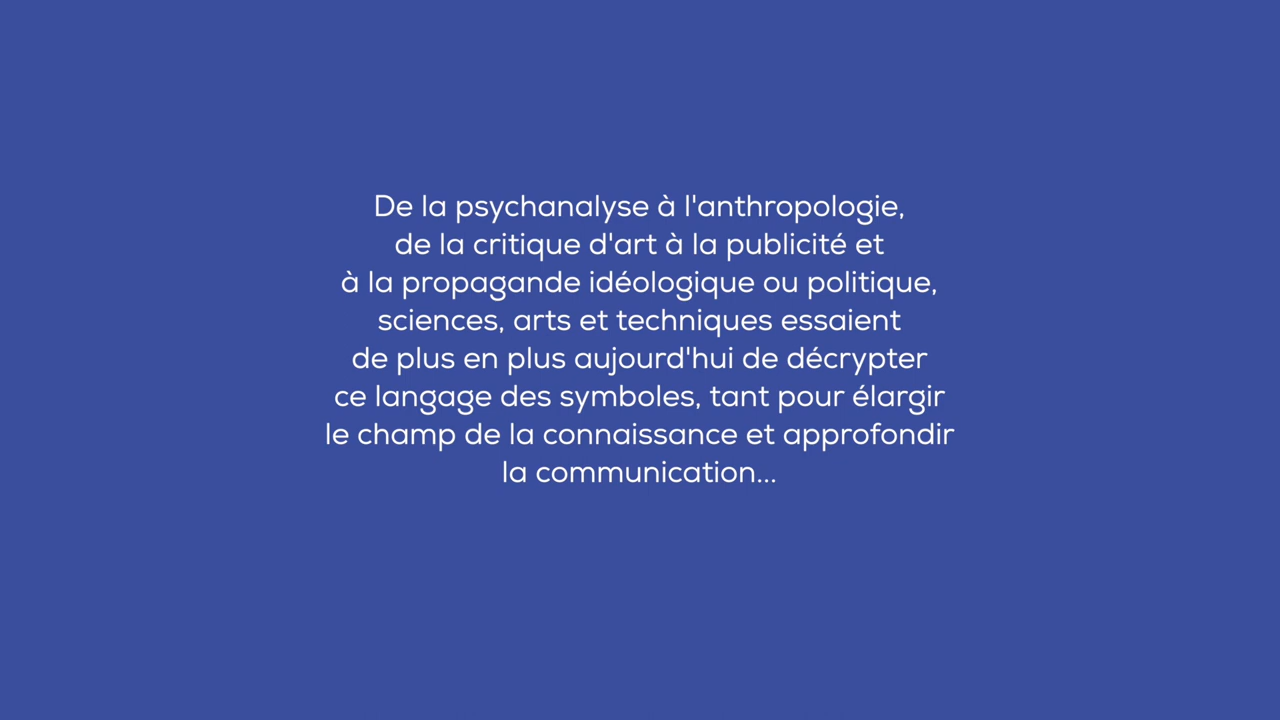 De la psychanalyse à l'anthropologie,
de la critique d'art à la publicité et
à la propagande idéologique ou politique,
sciences, arts et techniques essaient
de plus en plus aujourd'hui de décrypter
ce langage des symboles, tant pour élargir
le champ de la connaissance et approfondir
la communication...